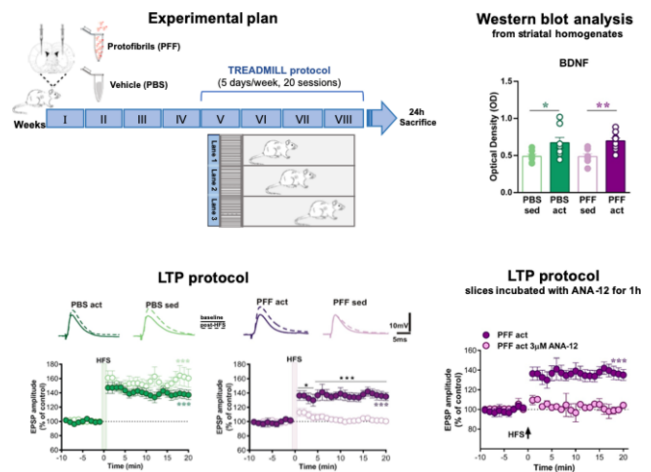 Experimental plan
Protofibrils (PFF)
Vehicle (PBS)
TREADMILL protocol
(5 days/week, 20 sessions)
Weeks
I II III IV V VI VII VIII
24h
Sacrifice
Lane 1
Lane 2
Lane 3
Western blot analysis
from striatal homogenates
BDNF
Optical Density (OD)
1.5
1.0
0.5
0.0
*
**
PBS sed
PBS act
PFF sed
PFF act
LTP protocol
PBS act
PBS sed
baseline
post-HFS
PFF act
PFF sed
10mV
5ms
HFS
EPSP amplitude
(% of control)
160
140
120
100
80
60
***
***
-10 -5 0 5 10 15 20
Time (min)
HFS
EPSP amplitude
(% of control)
180
160
140
120
100
80
60
*
***
***
-10 -5 0 5 10 15 20
Time (min)
LTP protocol
slices incubated with ANA-12 for 1h
PFF act
PFF act 3µM ANA-12
EPSP amplitude
(% of control)
160
140
120
100
80
60
***
HFS
-10 -5 0 5 10 15 20
Time (min)